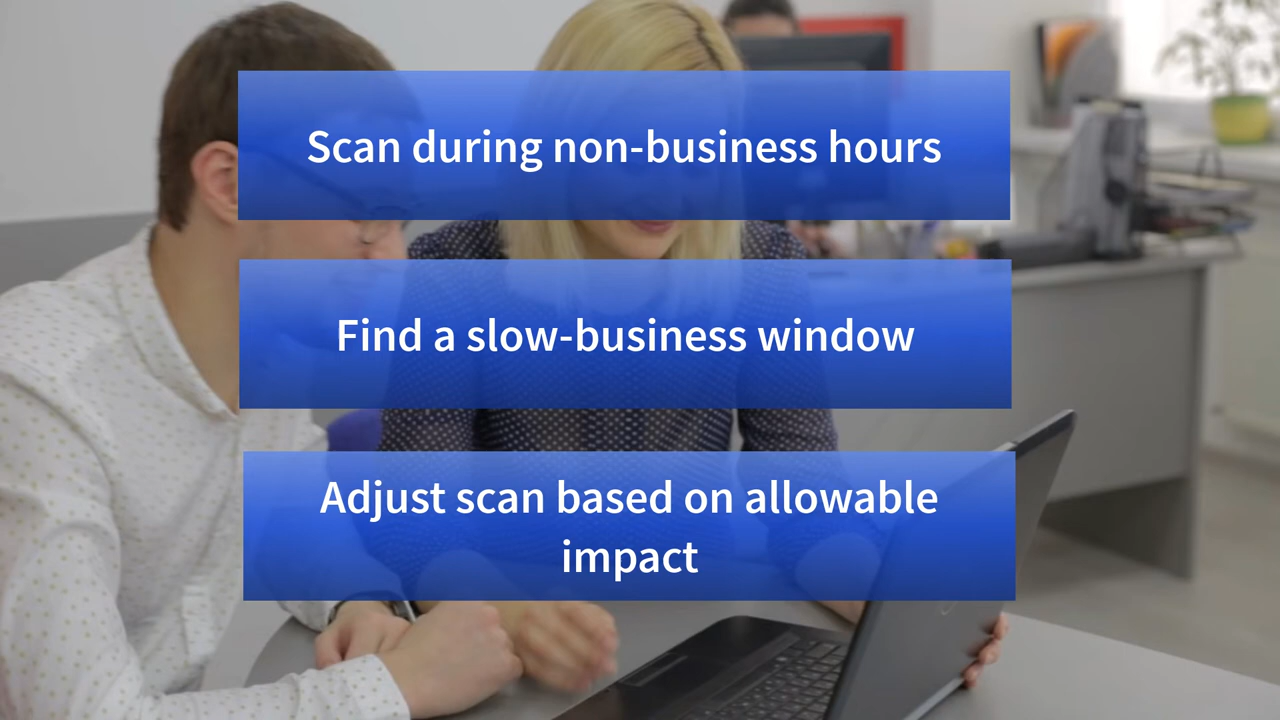 Scan during non-business hours
Find a slow-business window
Adjust scan based on allowable
impact